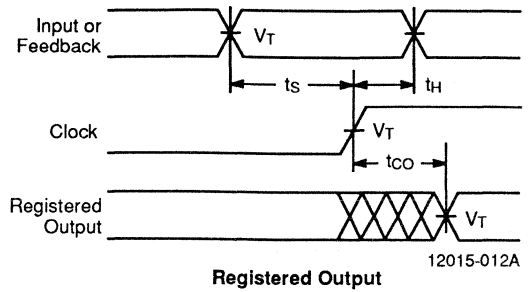 Input or
Feedback
VT
tS
tH
Clock
VT
tCO
Registered
Output
VT
12015-012A
Registered Output